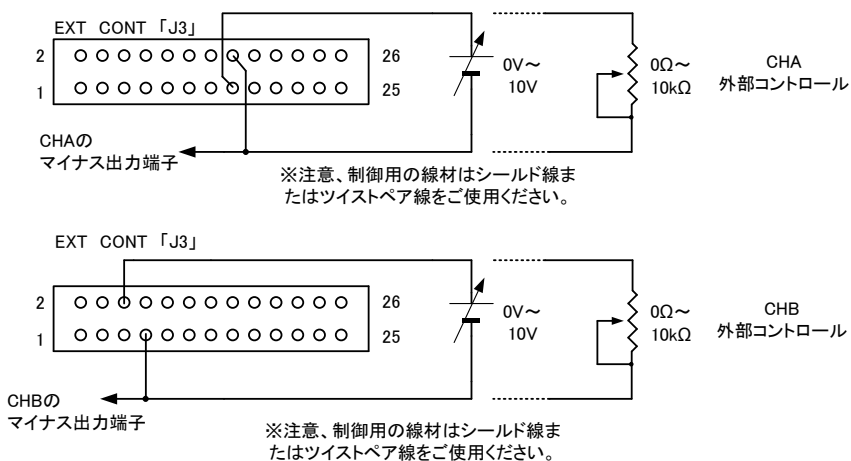 EXT CONT 「J3」
2
26
1
25
0V～
10V
0Ω～
10kΩ
CHA
外部コントロール
CHAの
マイナス出力端子
※注意、制御用の線材はシールド線ま
たはツイストペア線をご使用ください。
EXT CONT 「J3」
2
26
1
25
0V～
10V
0Ω～
10kΩ
CHB
外部コントロール
CHBの
マイナス出力端子
※注意、制御用の線材はシールド線ま
たはツイストペア線をご使用ください。